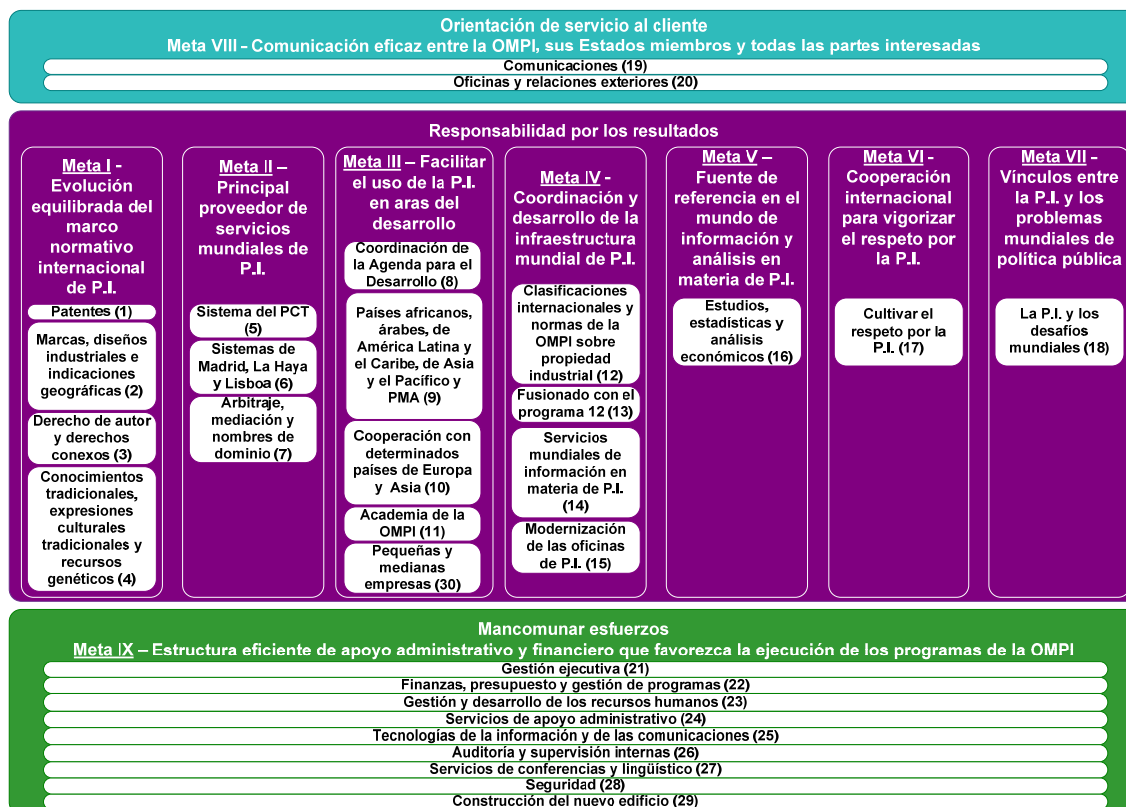 Orientación de servicio al cliente
Meta VIII - Comunicación eficaz entre la OMPI, sus Estados miembros y todas las partes interesadas
Comunicaciones (19)
Oficinas y relaciones exteriores (20)
Responsabilidad por los resultados
Meta I -
Evolución
equilibrada del
marco
normativo
internacional
de P.I.
Patentes (1)
Marcas, diseños
industriales e
indicaciones
geográficas (2)
Derecho de autor
y derechos
conexos (3)
Conocimientos
tradicionales,
expresiones
culturales
tradicionales y
recursos
genéticos (4)
Meta II –
Principal
proveedor de
servicios
mundiales de
P.I.
Sistema del PCT
(5)
Sistemas de
Madrid, La Haya
y Lisboa (6)
Arbitraje,
mediación y
nombres de
dominio (7)
Meta III – Facilitar
el uso de la P.I.
en aras del
desarrollo
Coordinación de
la Agenda para el
Desarrollo (8)
Países africanos,
árabes, de
América Latina y
el Caribe, de Asia
y el Pacífico y
PMA
(9)
Cooperación con
determinados
países de Europa
y Asia (10)
Academia de la
OMPI (11)
Pequeñas y
medianas
empresas (30)
Meta IV -
Coordinación y
desarrollo de la
infraestructura
mundial de P.I.
Clasificaciones
internacionales y
normas de la
OMPI sobre
propiedad
industrial (12)
Fusionado con el
programa 12 (13)
Servicios
mundiales de
información en
materia de P.I.
(14)
Modernización
de las oficinas
de P.I. (15)
Meta V –
Fuente de
referencia en el
mundo de
información y
análisis en
materia de P.I.
Estudios,
estadísticas y
análisis
económicos (16)
Meta VI -
Cooperación
internacional
para vigorizar
el respeto por
la P.I.
Cultivar el
respeto por la
P.I. (17)
Meta VII -
Vínculos entre
la P.I. y los
problemas
mundiales de
política pública
La P.I. y los
desafíos
mundiales (18)
Mancomunar esfuerzos
Meta IX – Estructura eficiente de apoyo administrativo y financiero que favorezca la ejecución de los programas de la OMPI
Gestión ejecutiva (21)
Finanzas, presupuesto y gestión de programas (22)
Gestión y desarrollo de los recursos humanos (23)
Servicios de apoyo administrativo (24)
Tecnologías de la información y de las comunicaciones (25)
Auditoría y supervisión internas (26)
Servicios de conferencias y lingüístico (27)
Seguridad (28)
Construcción del nuevo edificio (29)